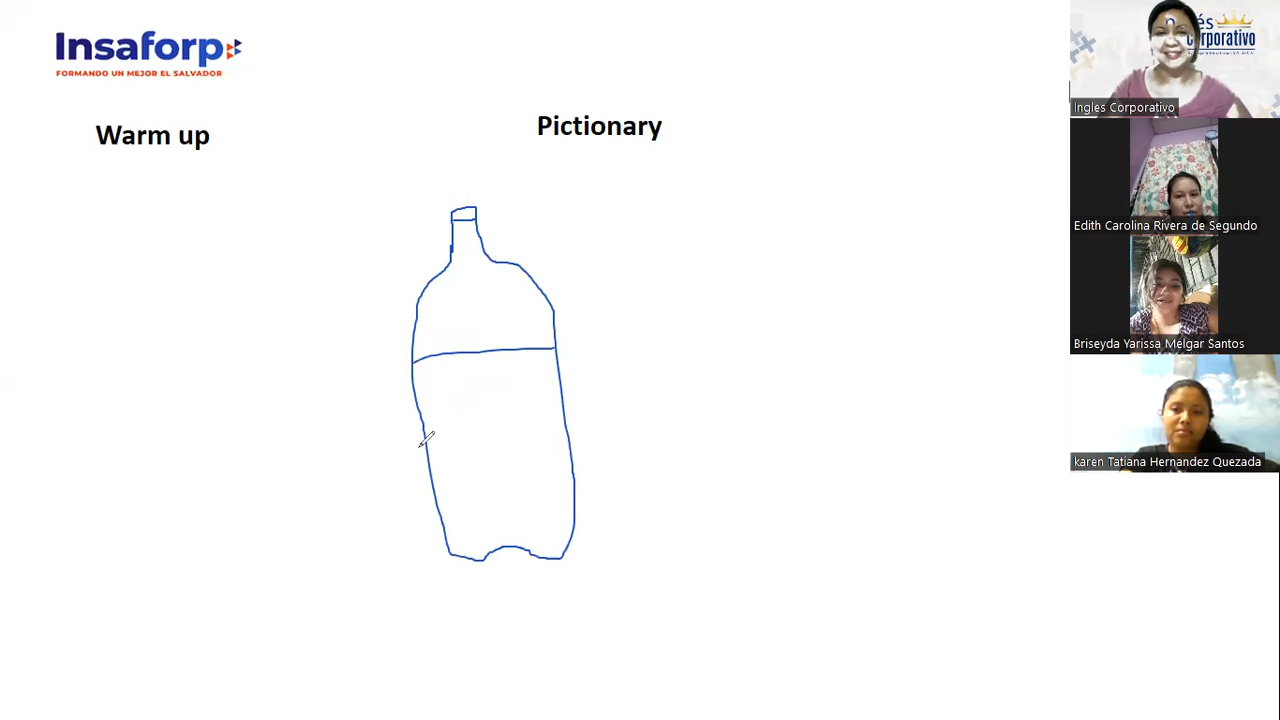 Insaforp
FORMANDO UN MEJOR EL SALVADOR
Warm up
Pictionary
Corporativo
Ingles Corporativo
Edith Carolina Rivera de Segundo
Briseyda Yarissa Melgar Santos
karen Tatiana Hernandez Quezada